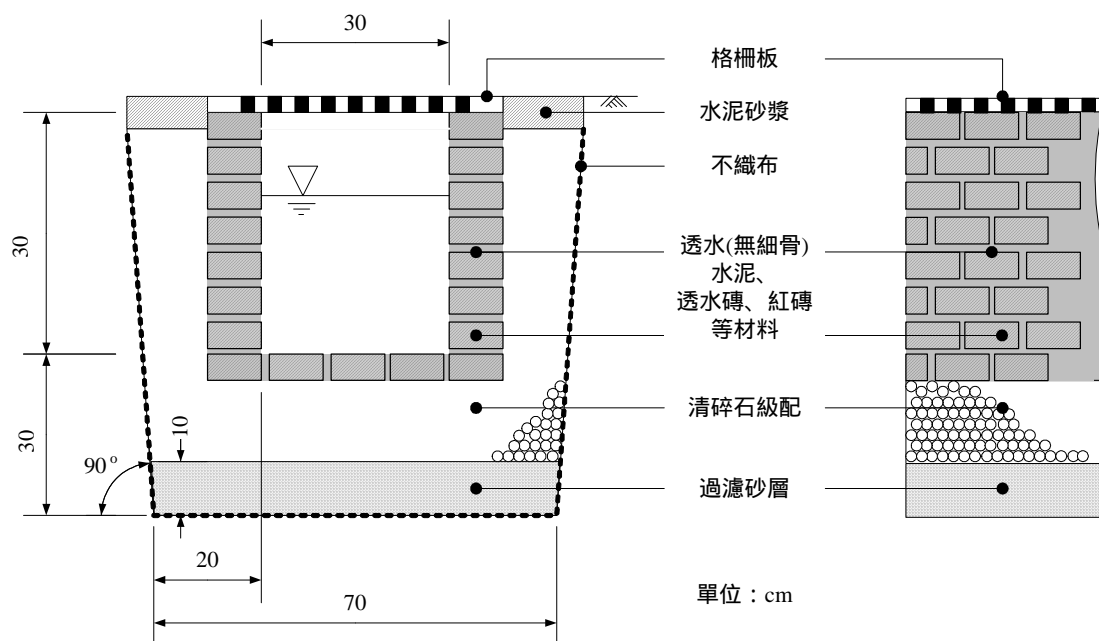 30
格柵板
水泥砂漿
不織布
30
透水(無細骨)
水泥、
透水磚、紅磚
等材料
清碎石級配
30
10
90°
過濾砂層
20
70
單位：cm